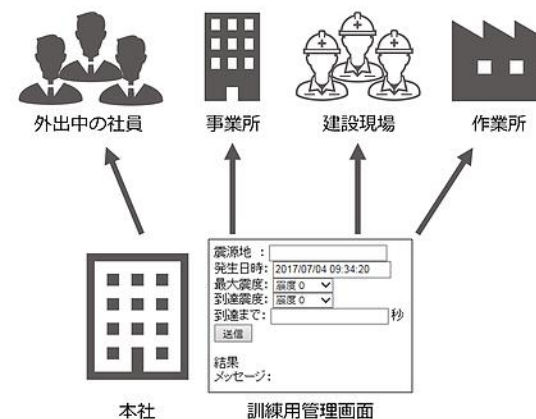 外出中の社員
事業所
建設現場
作業所
震源地 :
発生日時: 2017/07/04 09:34:20
最大震度: 震度 0
到達震度: 震度 0
到達まで: 秒
送信
結果
メッセージ:
本社
訓練用管理画面